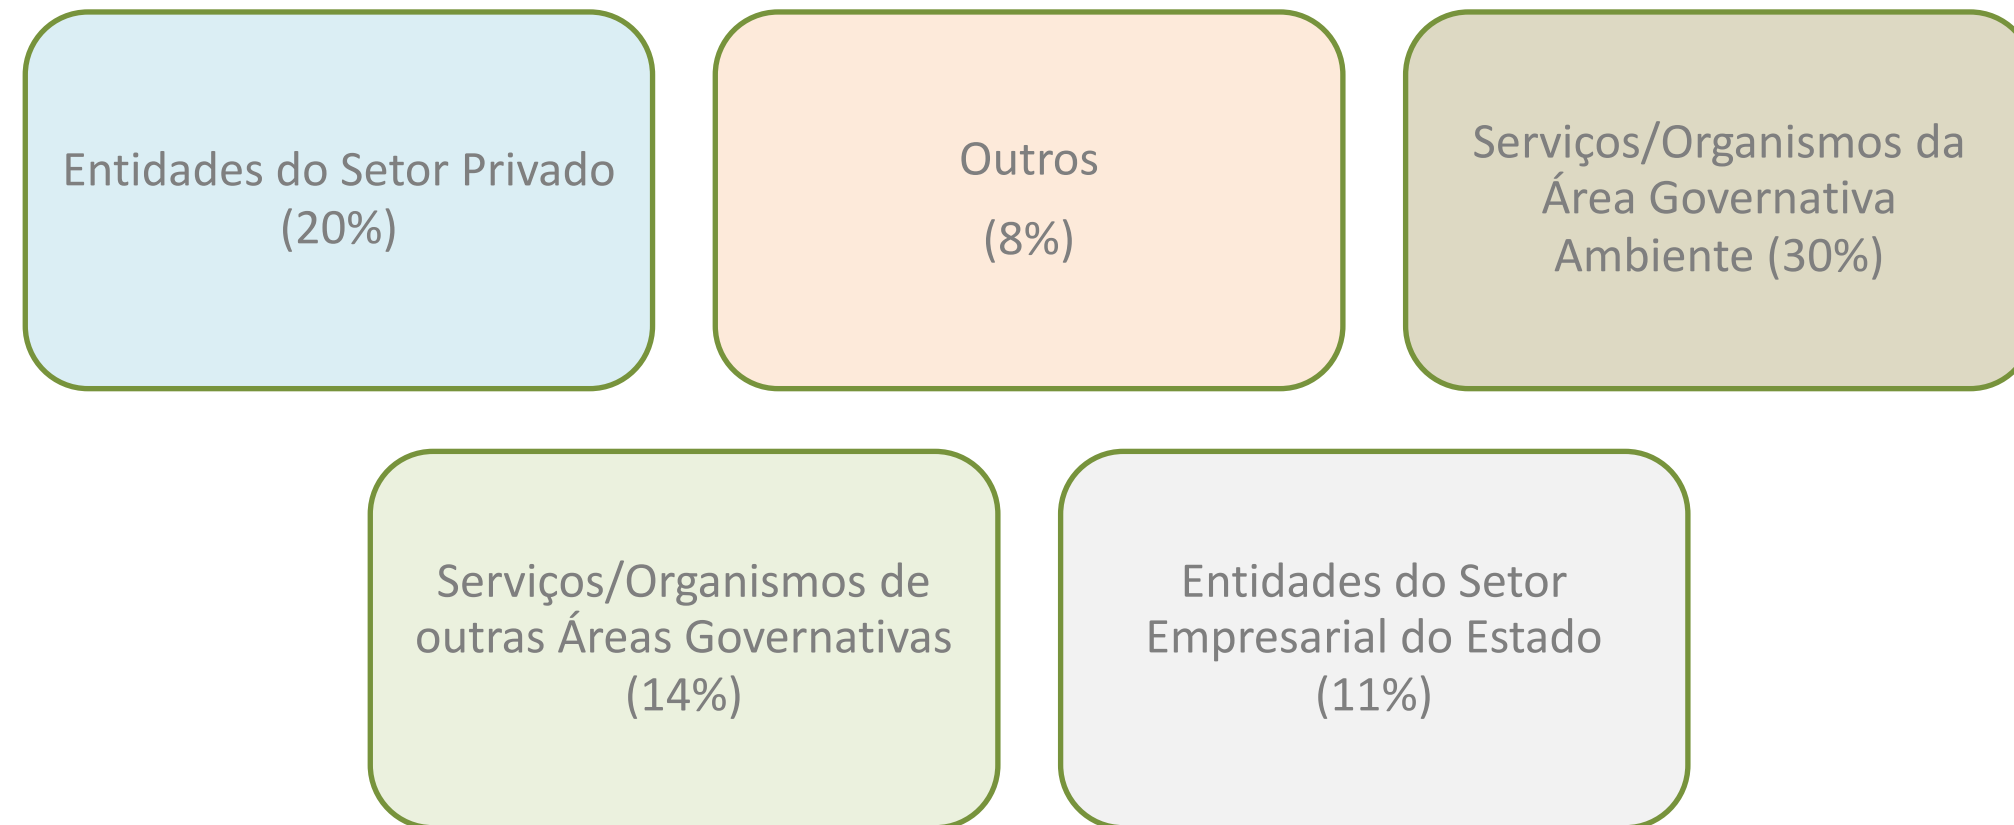 Entidades do Setor Privado
(20%)
Outros
(8%)
Serviços/Organismos da
Área Governativa
Ambiente (30%)
Serviços/Organismos de
outras Áreas Governativas
(14%)
Entidades do Setor
Empresarial do Estado
(11%)